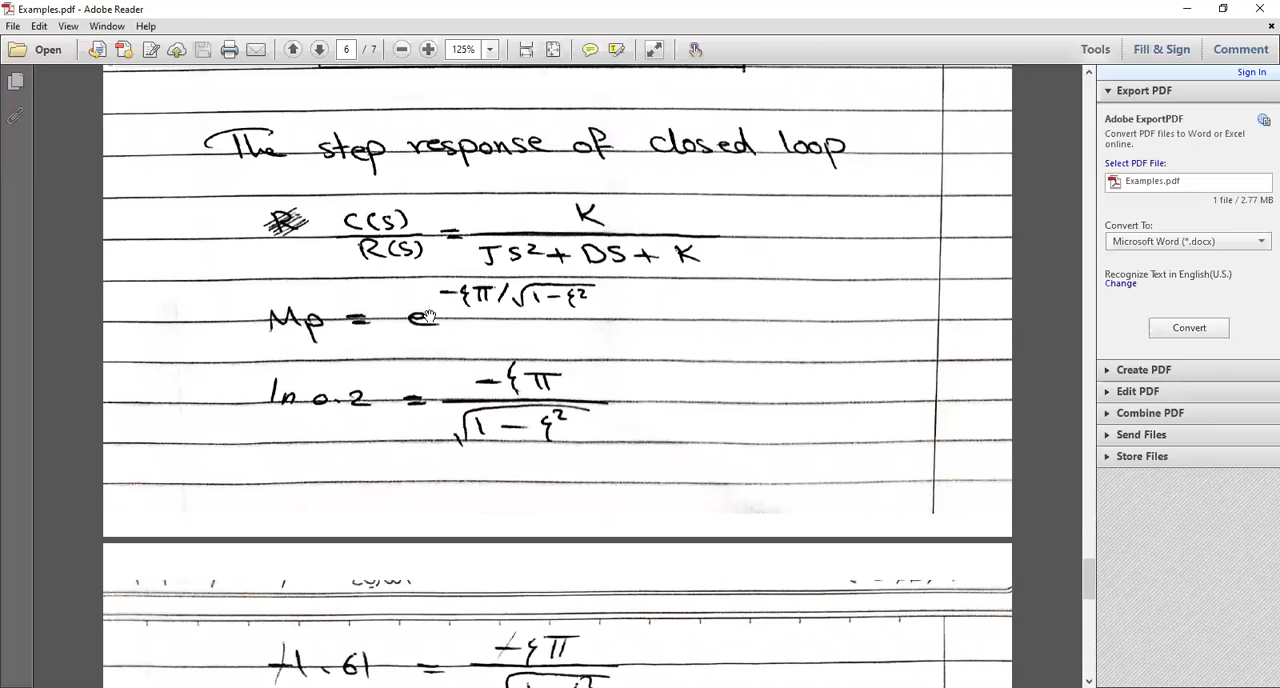 Examples.pdf - Adobe Reader
File Edit View Window Help
Open 6 / 7 125% Tools Fill & Sign Comment
Sign In
Export PDF
Adobe ExportPDF
Convert PDF files to Word or Excel
online.
Select PDF File:
Examples.pdf
1 file / 2.77 MB
Convert To:
Microsoft Word (*.docx)
Recognize Text in English(U.S.)
Change
Convert
Create PDF
Edit PDF
Combine PDF
Send Files
Store Files
The step response of closed loop
C(S)/R(S) = K/(JS²+DS+K)
Mp = e^(-ξπ/√(1-ξ²))
ln 0.2 = -ξπ/√(1-ξ²)
-1.61 = -ξπ